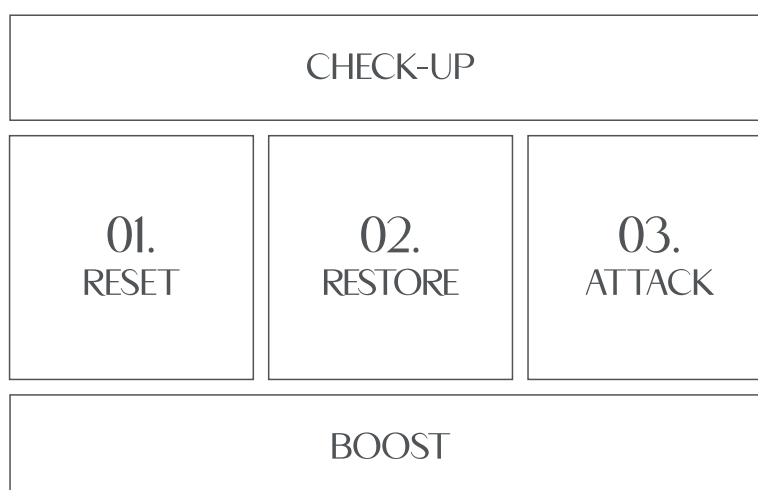 CHECK-UP
01.
RESET
02.
RESTORE
03.
ATTACK
BOOST